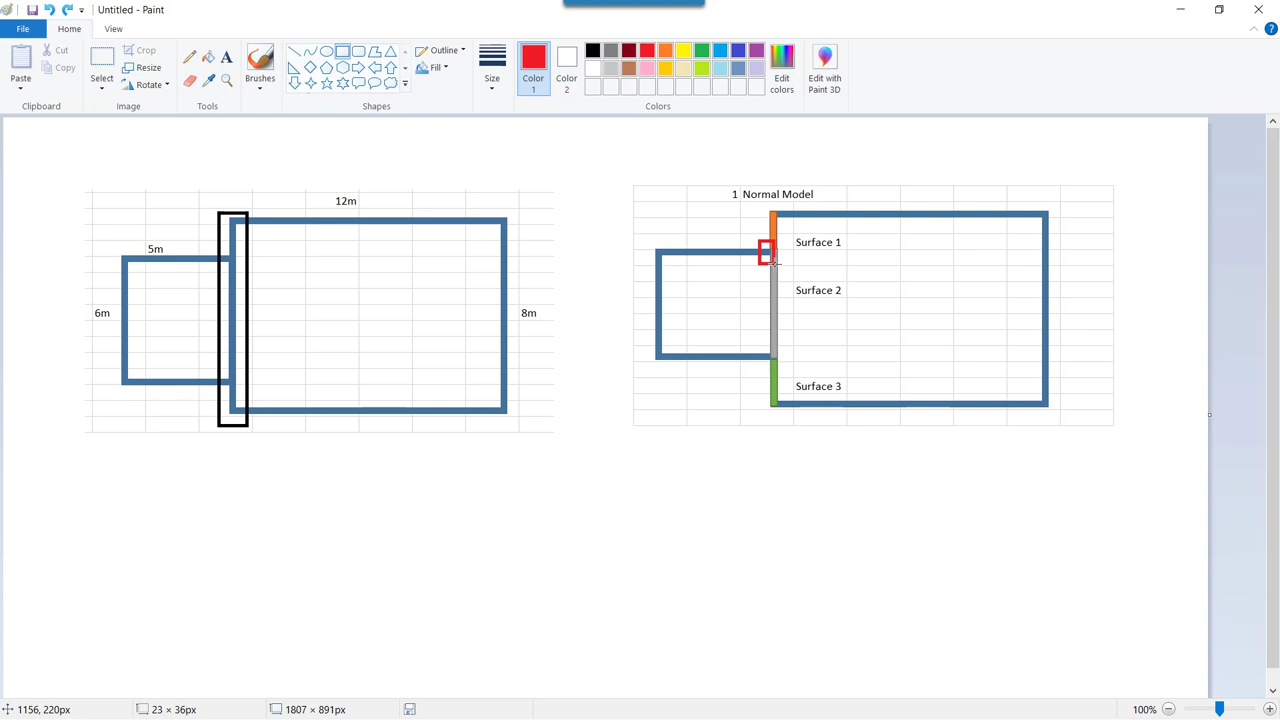 Untitled - Paint
File
Home
View
Paste
Cut
Copy
Clipboard
Select
Crop
Resize
Rotate
Image
A
Tools
Brushes
Shapes
Outline
Fill
Size
Color
1
Color
2
Edit
colors
Colors
Edit with
Paint 3D
12m
5m
6m
8m
1 Normal Model
Surface 1
Surface 2
Surface 3
1156, 220px
23 × 36px
1807 × 891px
100%